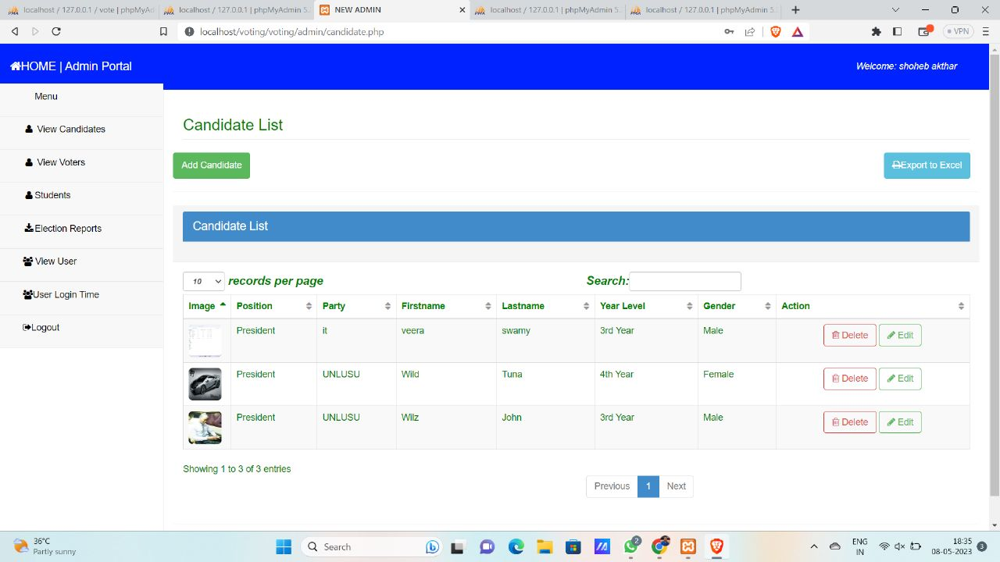 localhost / 127.0.0.1 / vote | phpMyAd
localhost / 127.0.0.1 | phpMyAdmin 5.
NEW ADMIN
localhost / 127.0.0.1 | phpMyAdmin 5.
localhost / 127.0.0.1 | phpMyAdmin 5.
localhost/voting/voting/admin/candidate.php
VPN
HOME | Admin Portal
Welcome: shoheb akthar
Menu
View Candidates
View Voters
Students
Election Reports
View User
User Login Time
Logout
Candidate List
Add Candidate
Export to Excel
Candidate List
10 records per page
Search:
Image Position Party Firstname Lastname Year Level Gender Action
President it veera swamy 3rd Year Male Delete Edit
President UNLUSU Wild Tuna 4th Year Female Delete Edit
President UNLUSU Wilz John 3rd Year Male Delete Edit
Showing 1 to 3 of 3 entries
Previous 1 Next
36°C
Partly sunny
Search
2
ENG
IN
18:35
08-05-2023
3